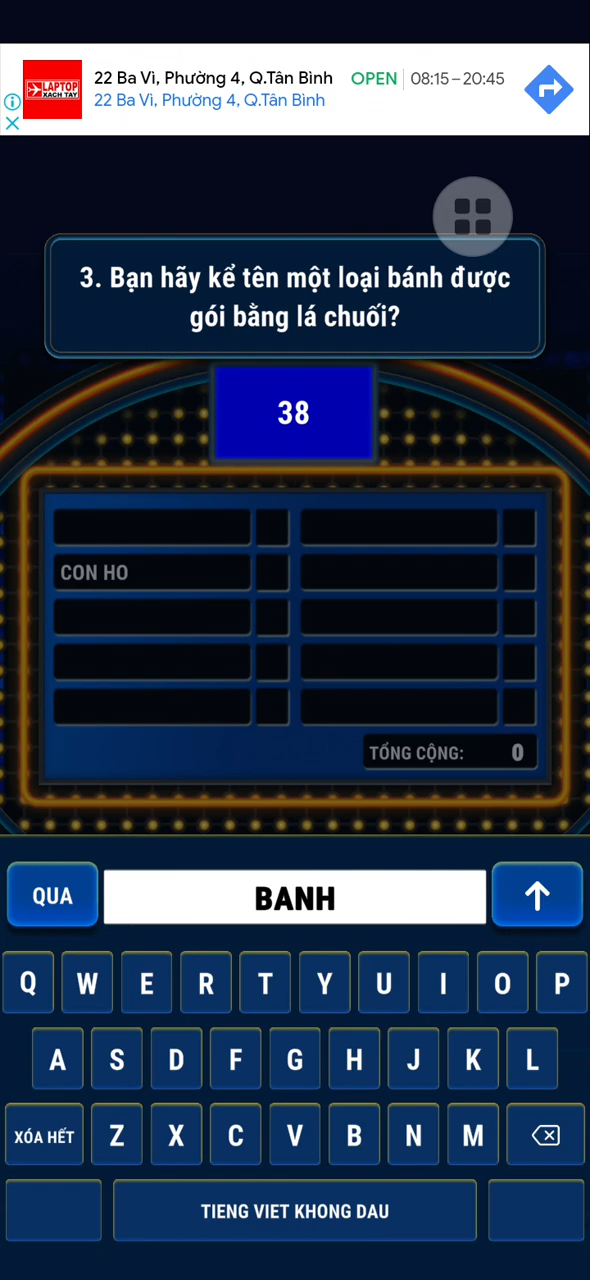 LAPTOP
XÁCH TAY
22 Ba Vì, Phường 4, Q.Tân Bình OPEN 08:15 – 20:45
22 Ba Vì, Phường 4, Q.Tân Bình
3. Bạn hãy kể tên một loại bánh được
gói bằng lá chuối?
38
CON HO
TỔNG CỘNG: 0
QUA BANH
Q W E R T Y U I O P
A S D F G H J K L
XÓA HẾT Z X C V B N M
TIENG VIET KHONG DAU